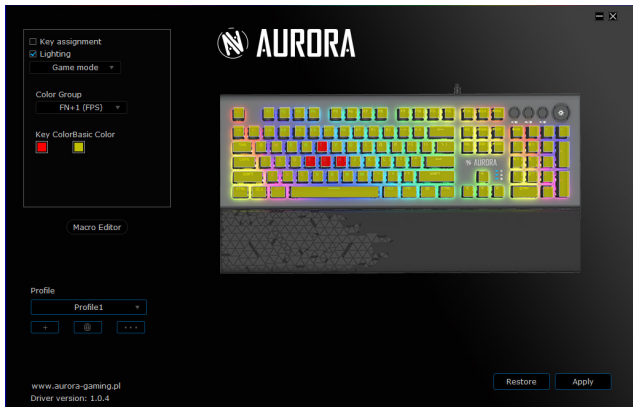 AURORA
Key assignment
Lighting
Game mode
Color Group
FN+1 (FPS)
Key ColorBasic Color
Macro Editor
AURORA
Profile
Profile1
+ @ ...
www.aurora-gaming.pl
Driver version: 1.0.4
Restore Apply